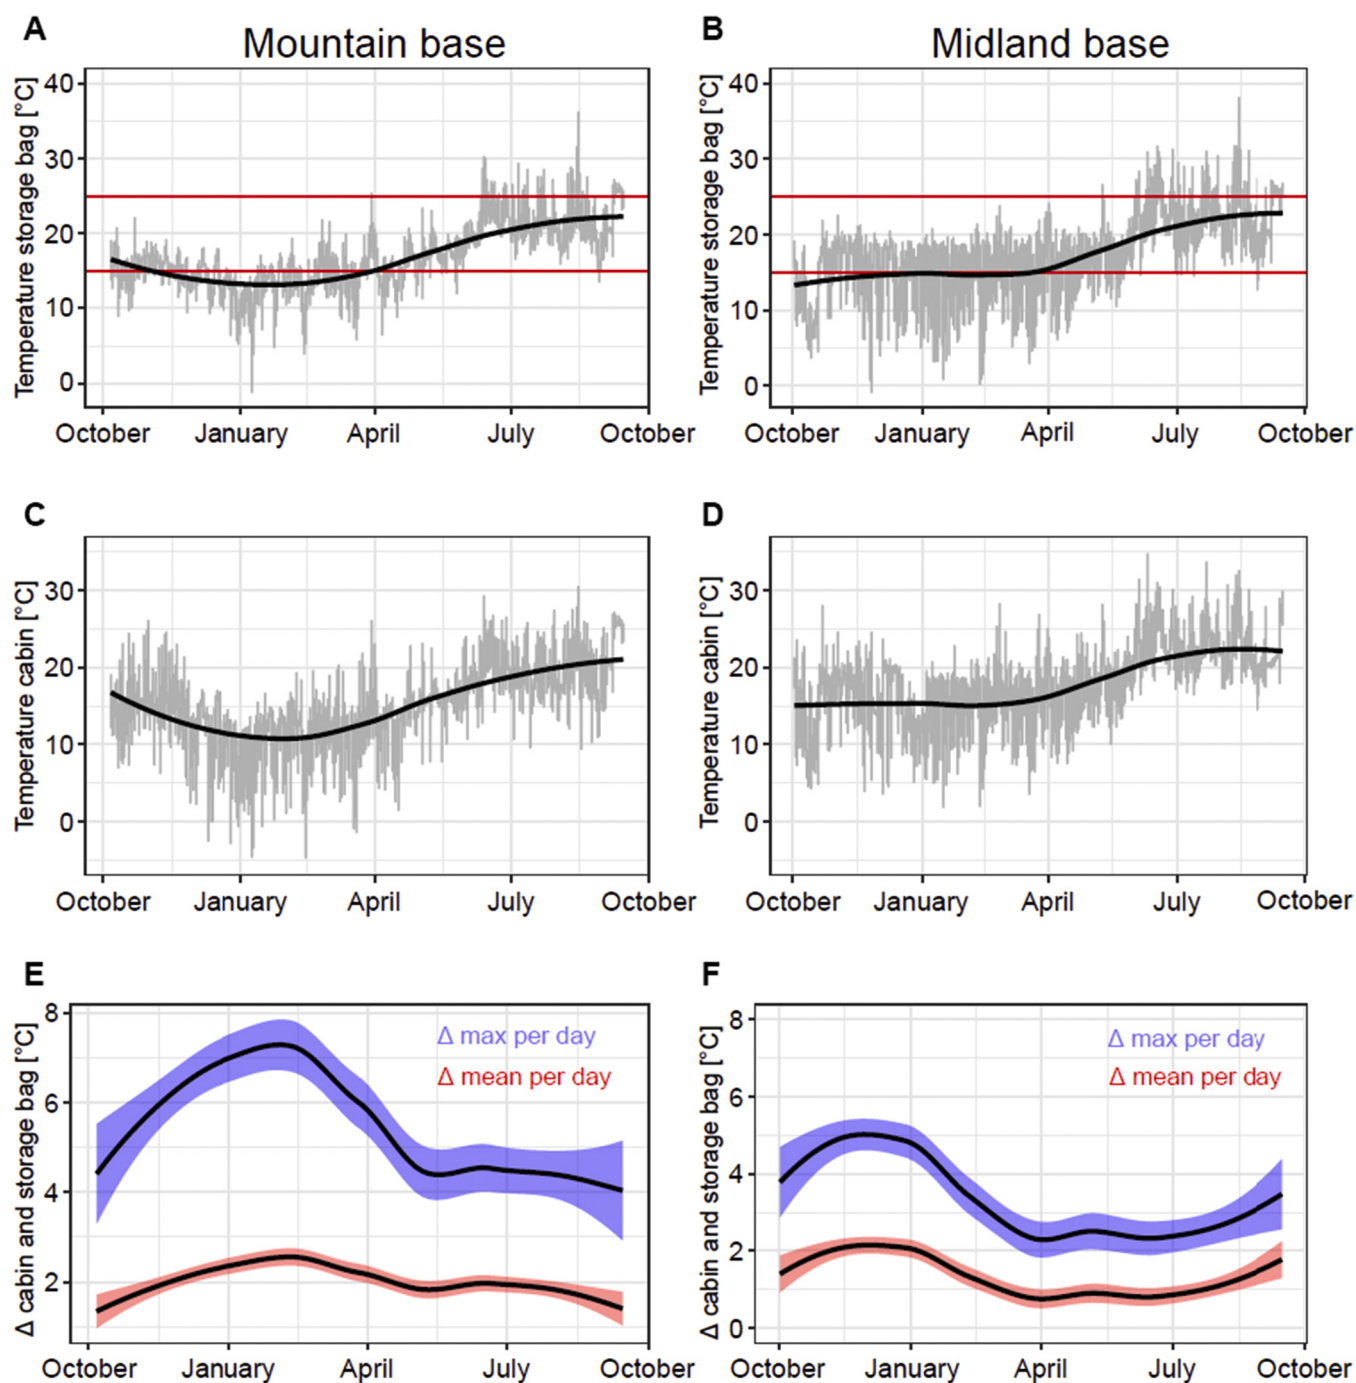 A
Mountain base
Temperature storage bag [°C]
40
30
20
10
0
October January April July October
B
Midland base
Temperature storage bag [°C]
40
30
20
10
0
October January April July October
C
Temperature cabin [°C]
30
20
10
0
October January April July October
D
Temperature cabin [°C]
30
20
10
0
October January April July October
E
Δ cabin and storage bag [°C]
8
6
4
2
Δ max per day
Δ mean per day
October January April July October
F
Δ cabin and storage bag [°C]
8
6
4
2
0
Δ max per day
Δ mean per day
October January April July October